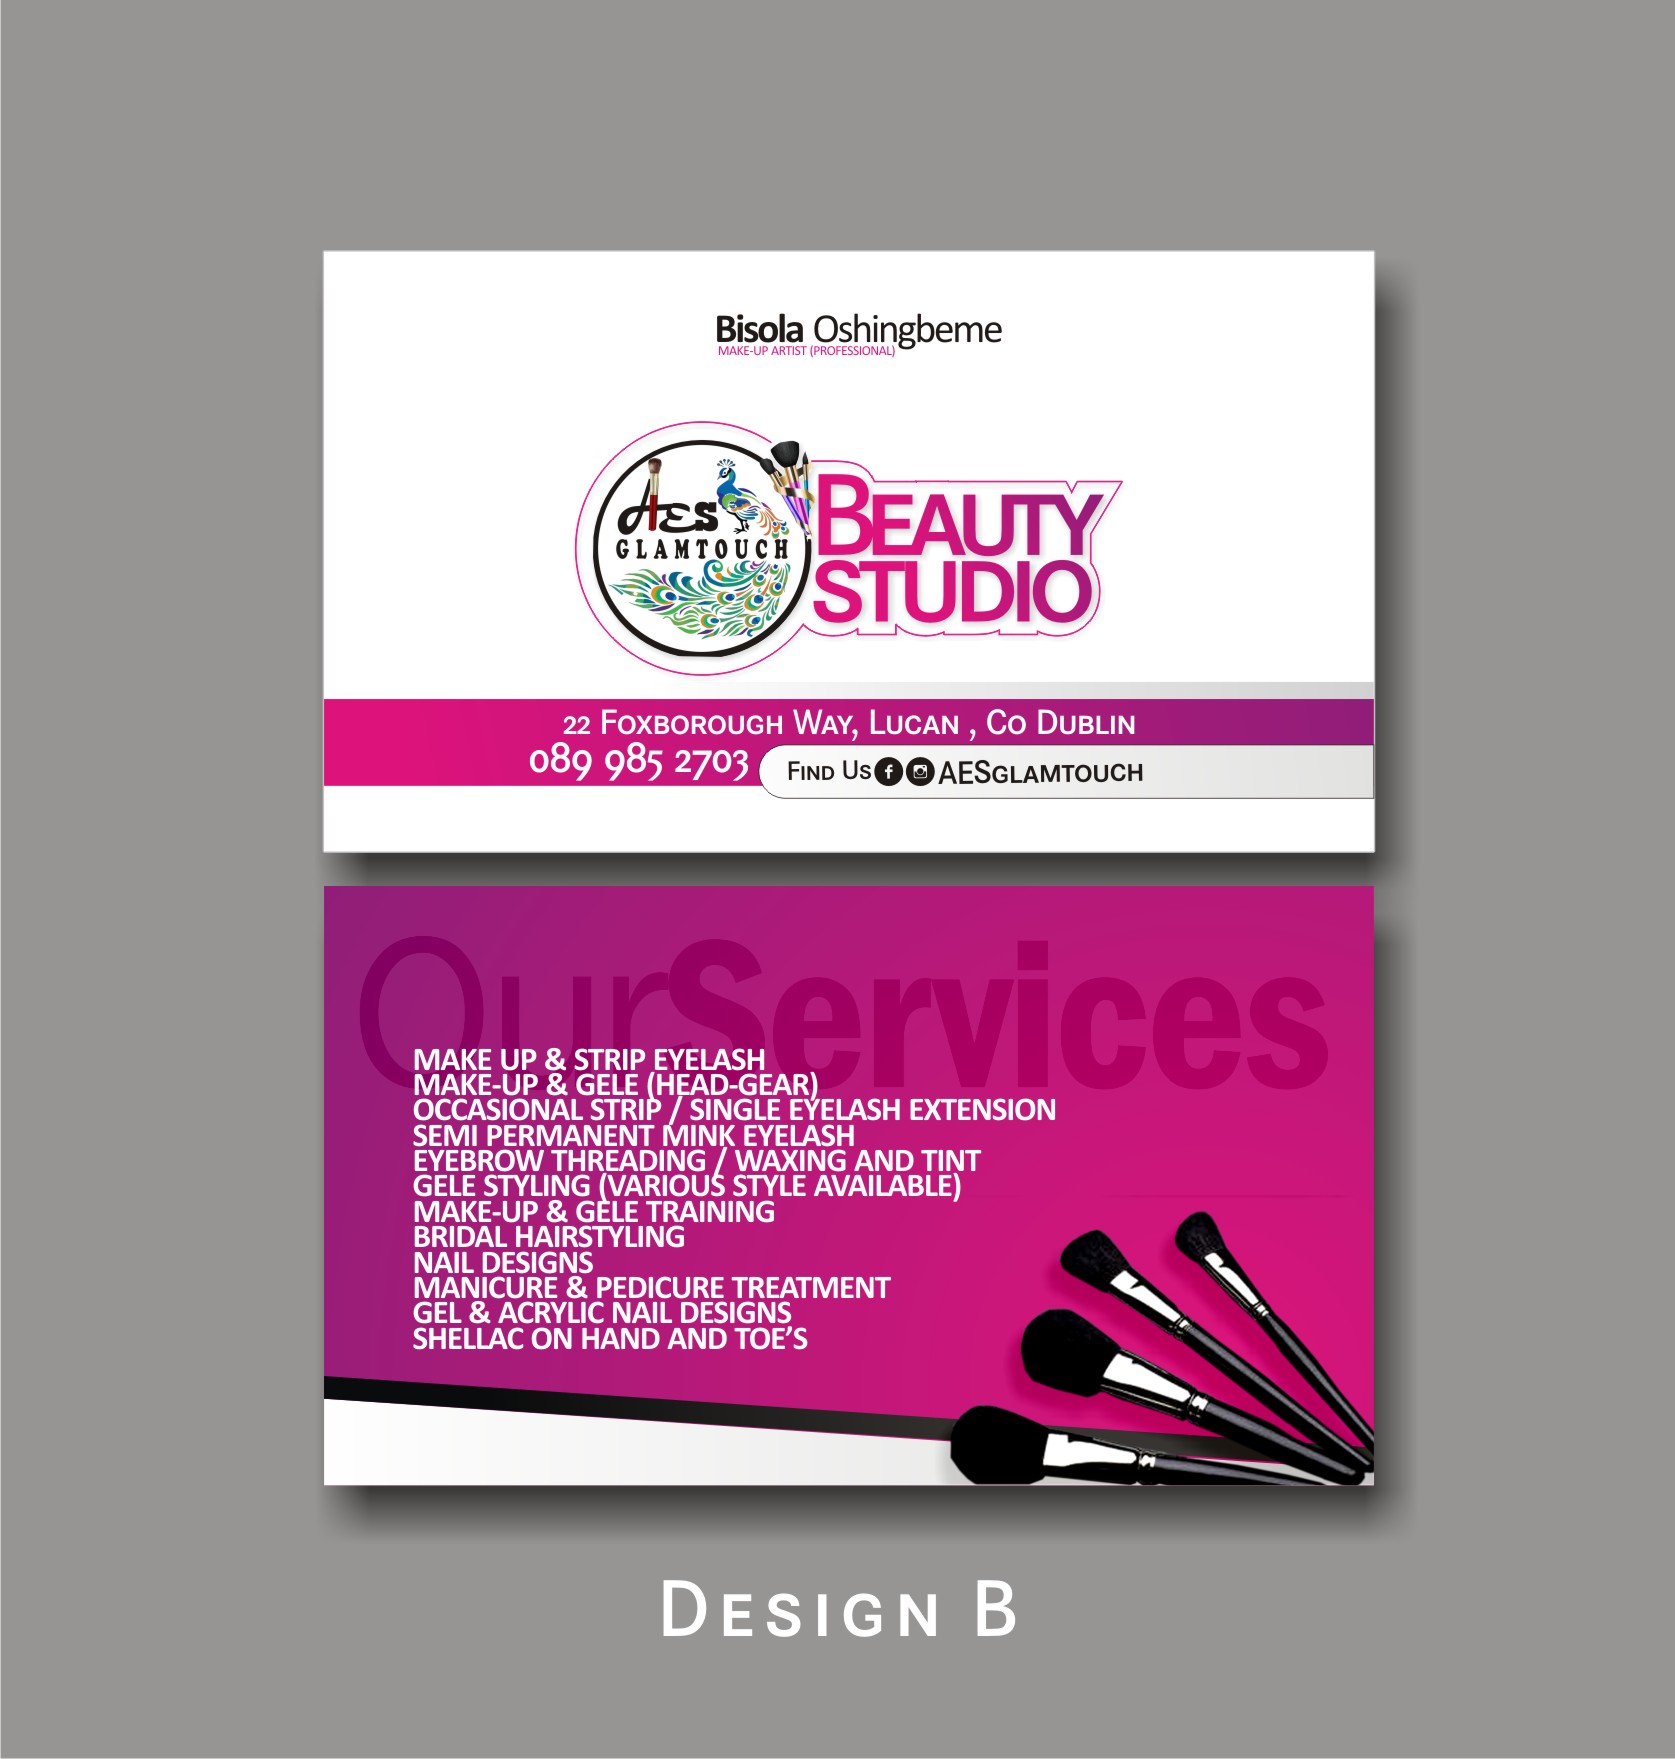 Bisola Oshingbeme
MAKE-UP ARTIST (PROFESSIONAL)
AES
GLAMTOUCH
BEAUTY
STUDIO
22 FOXBOROUGH WAY, LUCAN , CO DUBLIN
089 985 2703
FIND US AESGLAMTOUCH
OurServices
MAKE UP & STRIP EYELASH
MAKE-UP & GELE (HEAD-GEAR)
OCCASIONAL STRIP / SINGLE EYELASH EXTENSION
SEMI PERMANENT MINK EYELASH
EYEBROW THREADING / WAXING AND TINT
GELE STYLING (VARIOUS STYLE AVAILABLE)
MAKE-UP & GELE TRAINING
BRIDAL HAIRSTYLING
NAIL DESIGNS
MANICURE & PEDICURE TREATMENT
GEL & ACRYLIC NAIL DESIGNS
SHELLAC ON HAND AND TOE’S
DESIGN B